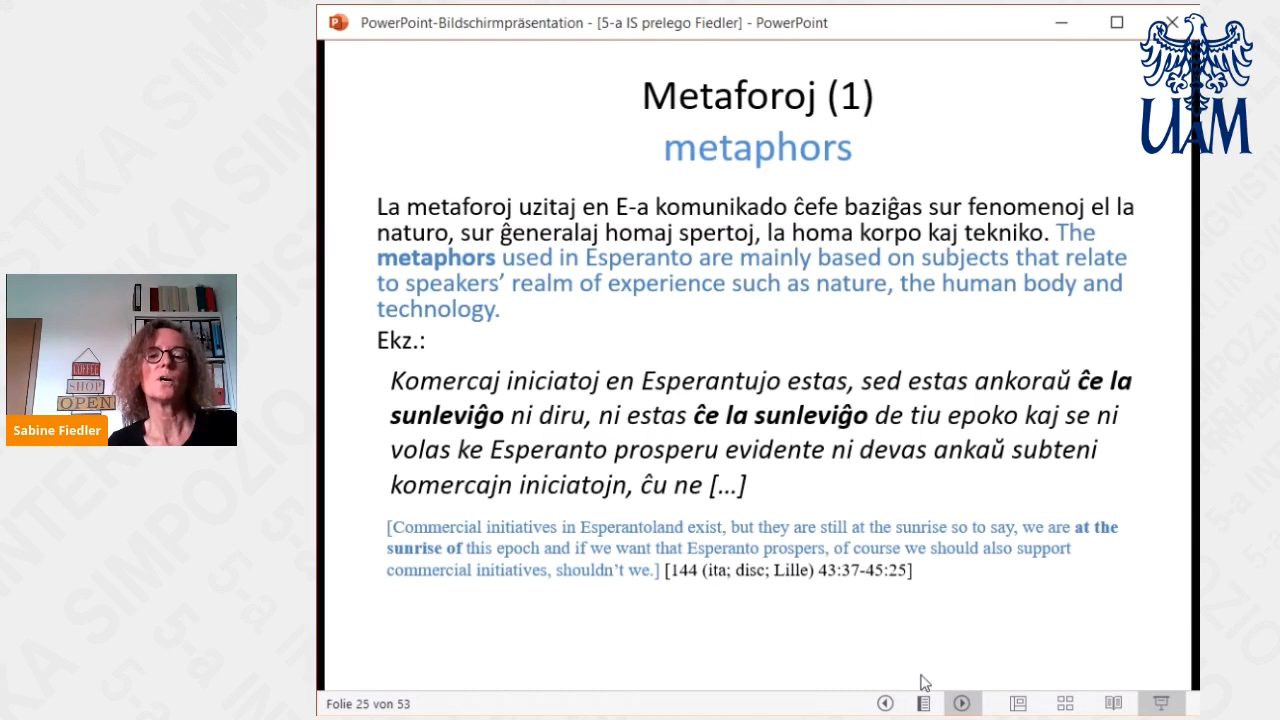 PowerPoint-Bildschirmpräsentation - [5-a IS prelego Fiedler] - PowerPoint
UAM
Metaforoj (1)
metaphors
La metaforoj uzitaj en E-a komunikado ĉefe baziĝas sur fenomenoj el la
naturo, sur ĝeneralaj homaj spertoj, la homa korpo kaj tekniko. The
metaphors used in Esperanto are mainly based on subjects that relate
to speakers’ realm of experience such as nature, the human body and
technology.
Ekz.:
Komercaj iniciatoj en Esperantujo estas, sed estas ankoraŭ ĉe la
sunleviĝo ni diru, ni estas ĉe la sunleviĝo de tiu epoko kaj se ni
volas ke Esperanto prosperu evidente ni devas ankaŭ subteni
komercajn iniciatojn, ĉu ne […]
[Commercial initiatives in Esperantoland exist, but they are still at the sunrise so to say, we are at the
sunrise of this epoch and if we want that Esperanto prospers, of course we should also support
commercial initiatives, shouldn’t we.] [144 (ita; disc; Lille) 43:37-45:25]
COFFEE
SHOP
OPEN
Sabine Fiedler
Folie 25 von 53